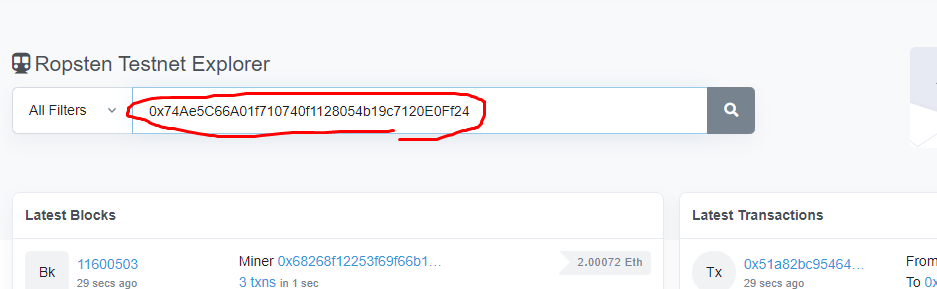 Ropsten Testnet Explorer
All Filters 0x74Ae5C66A01f710740f1128054b19c7120E0Ff24
Latest Blocks
Bk 11600503 29 secs ago
Miner 0x68268f12253f69f66b1...
3 txns in 1 sec
2.00072 Eth
Latest Transactions
Tx 0x51a82bc95464... 29 secs ago
From
To 0x